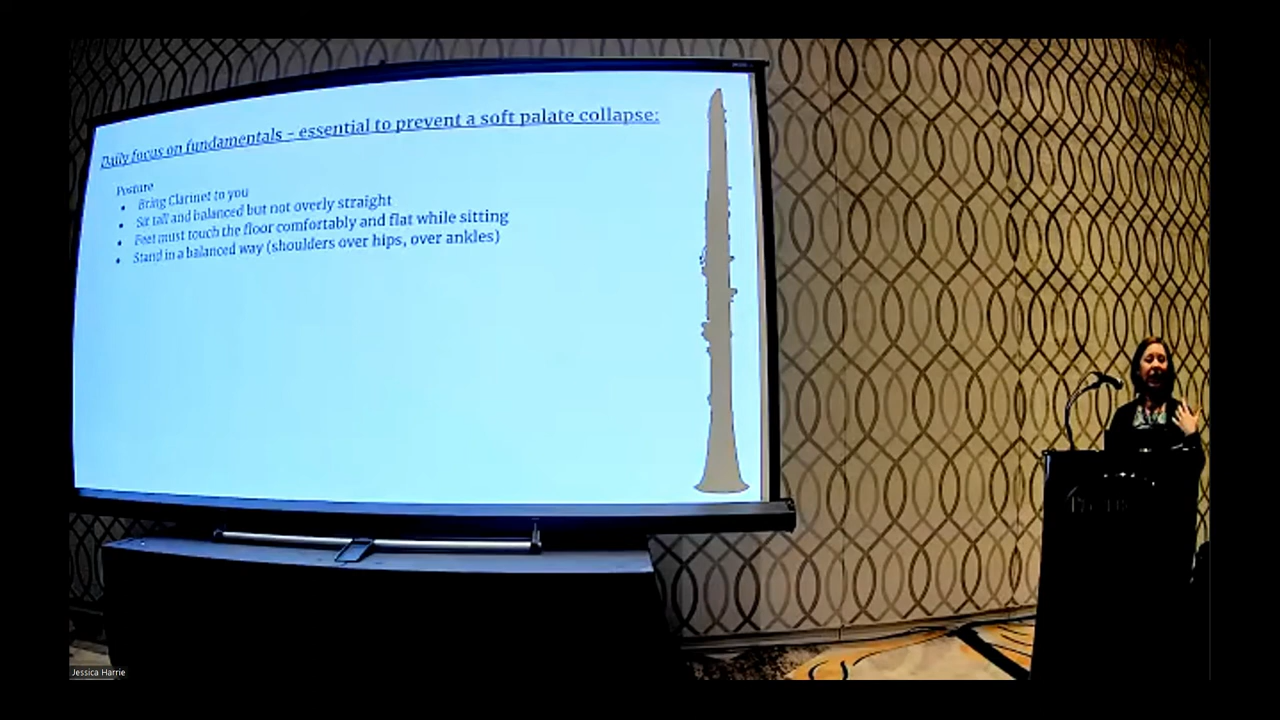 Daily focus on fundamentals - essential to prevent a soft palate collapse:
Posture
• Bring Clarinet to you
• Sit tall and balanced but not overly straight
• Feet must touch the floor comfortably and flat while sitting
• Stand in a balanced way (shoulders over hips, over ankles)
Jessica Harrie